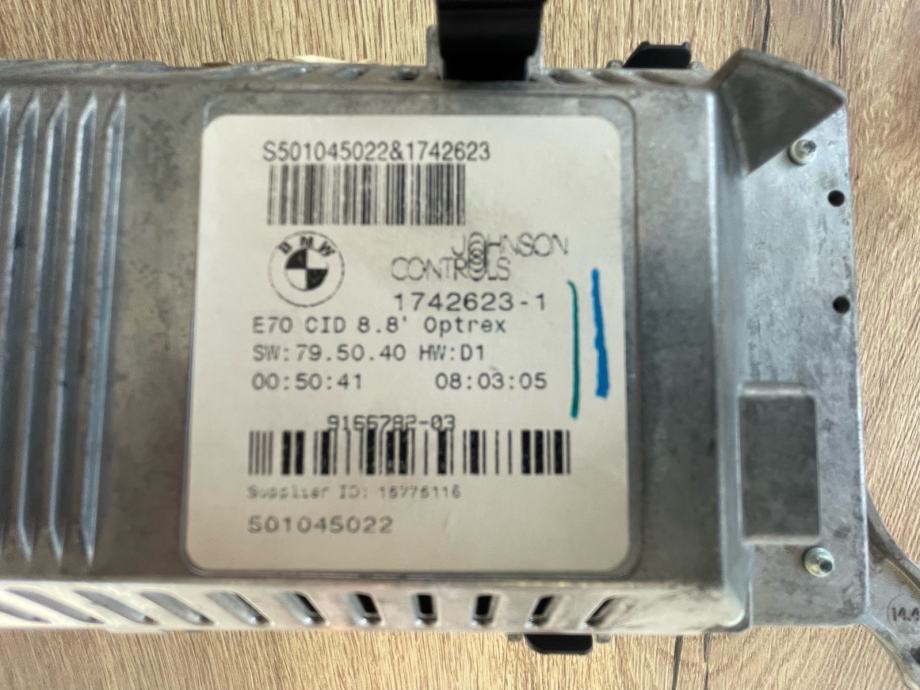 S501045022&1742623
BMW
JOHNSON
CONTROLS
1742623-1
E70 CID 8.8' Optrex
SW:79.50.40 HW:D1
00:50:41 08:03:05
9166782-03
Supplier ID: 15775116
501045022